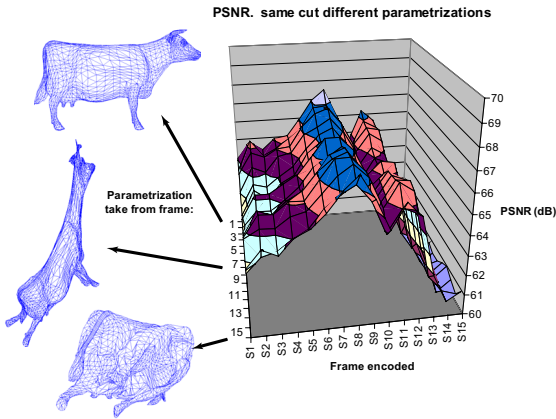 PSNR. same cut different parametrizations
70
69
68
67
66
65
64
63
62
61
60
PSNR (dB)
Parametrization
take from frame:
1
3
5
7
9
11
13
15
S1
S2
S3
S4
S5
S6
S7
S8
S9
S10
S11
S12
S13
S14
S15
Frame encoded